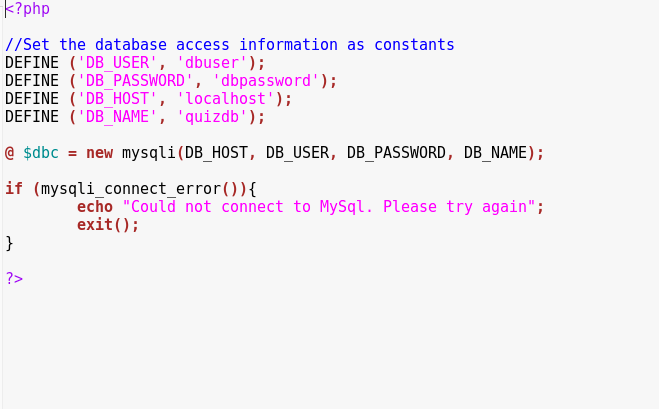 <?php
//Set the database access information as constants
DEFINE ('DB_USER', 'dbuser');
DEFINE ('DB_PASSWORD', 'dbpassword');
DEFINE ('DB_HOST', 'localhost');
DEFINE ('DB_NAME', 'quizdb');
@ $dbc = new mysqli(DB_HOST, DB_USER, DB_PASSWORD, DB_NAME);
if (mysqli_connect_error()){
        echo "Could not connect to MySql. Please try again";
        exit();
}
?>